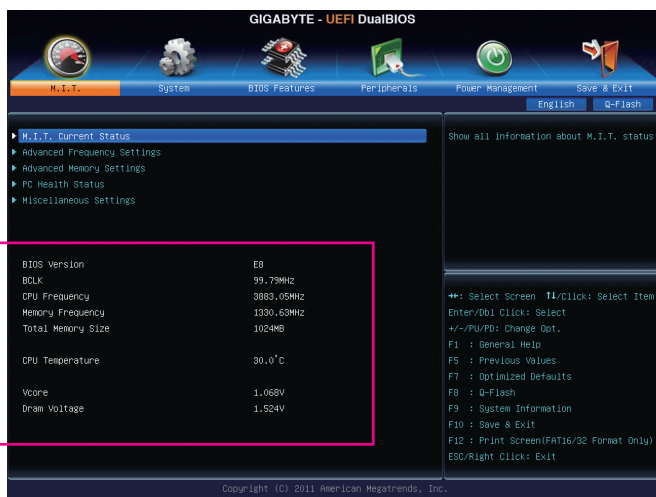 GIGABYTE - UEFI DualBIOS
M.I.T.
System
BIOS Features
Peripherals
Power Management
Save & Exit
English
Q-Flash
M.I.T. Current Status
Advanced Frequency Settings
Advanced Memory Settings
PC Health Status
Miscellaneous Settings
Show all information about M.I.T. status
BIOS Version E8
BCLK 99.79MHz
CPU Frequency 3883.05MHz
Memory Frequency 1330.63MHz
Total Memory Size 1024MB
CPU Temperature 30.0°C
Vcore 1.068V
Dram Voltage 1.524V
→←: Select Screen ↑↓/Click: Select Item
Enter/Dbl Click: Select
+/-/PU/PD: Change Opt.
F1 : General Help
F5 : Previous Values
F7 : Optimized Defaults
F8 : Q-Flash
F9 : System Information
F10 : Save & Exit
F12 : Print Screen(FAT16/32 Format Only)
ESC/Right Click: Exit
Copyright (C) 2011 American Megatrends, Inc.